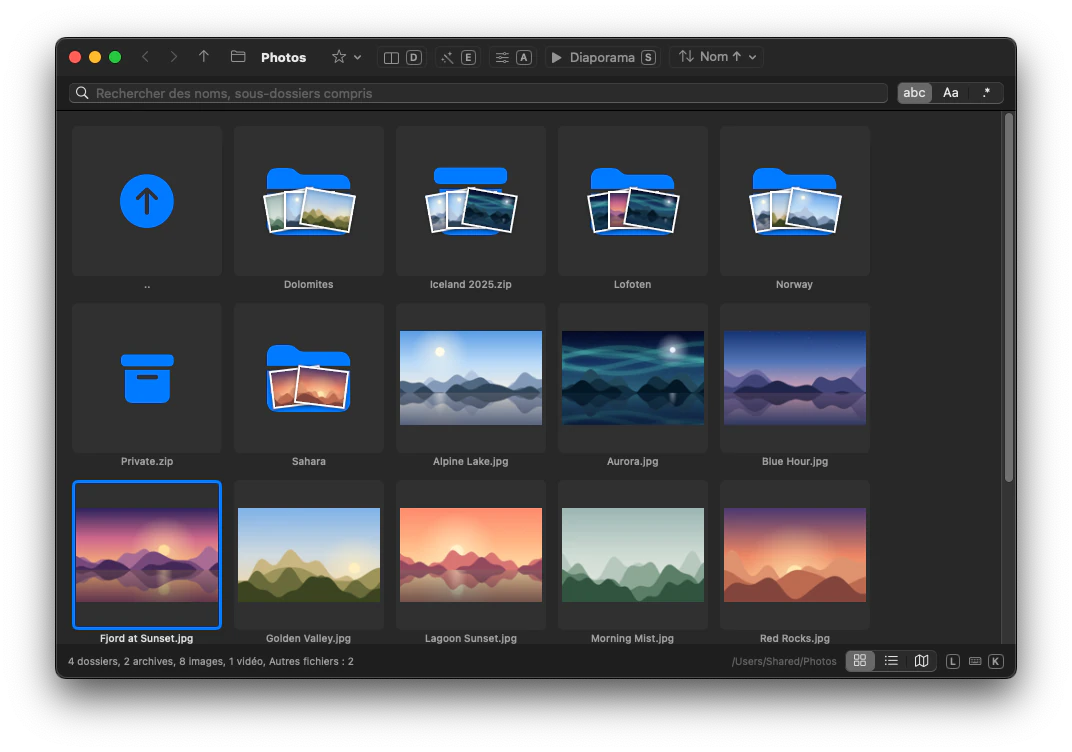 Photos
D
E
A
Diaporama S
Nom
Rechercher des noms, sous-dossiers compris
abc Aa .*
..
Dolomites
Iceland 2025.zip
Lofoten
Norway
Private.zip
Sahara
Alpine Lake.jpg
Aurora.jpg
Blue Hour.jpg
Fjord at Sunset.jpg
Golden Valley.jpg
Lagoon Sunset.jpg
Morning Mist.jpg
Red Rocks.jpg
4 dossiers, 2 archives, 8 images, 1 vidéo, Autres fichiers : 2
/Users/Shared/Photos
L
K